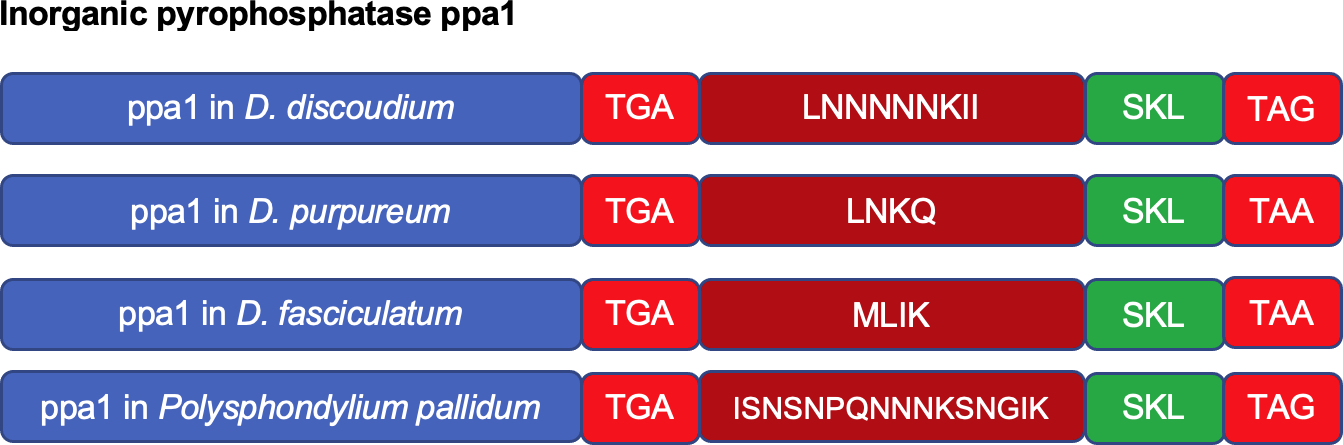 Inorganic pyrophosphatase ppa1
ppa1 in D. discoudium TGA LNNNNNKII SKL TAG
ppa1 in D. purpureum TGA LNKQ SKL TAA
ppa1 in D. fasciculatum TGA MLIK SKL TAA
ppa1 in Polysphondylium pallidum TGA ISNSNPQNNNKSNGIK SKL TAG